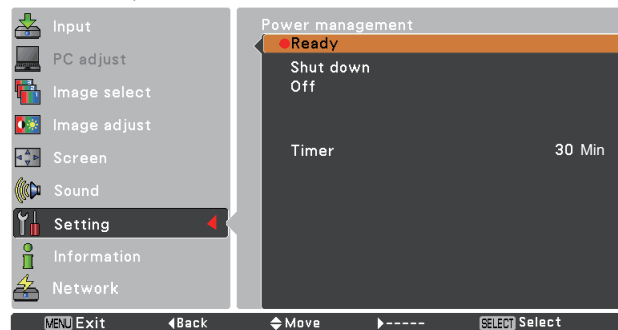 Input
PC adjust
Image select
Image adjust
Screen
Sound
Setting
Information
Network
Power management
Ready
Shut down
Off
Timer 30 Min
MENU Exit ◀Back Move ▶----- SELECT Select